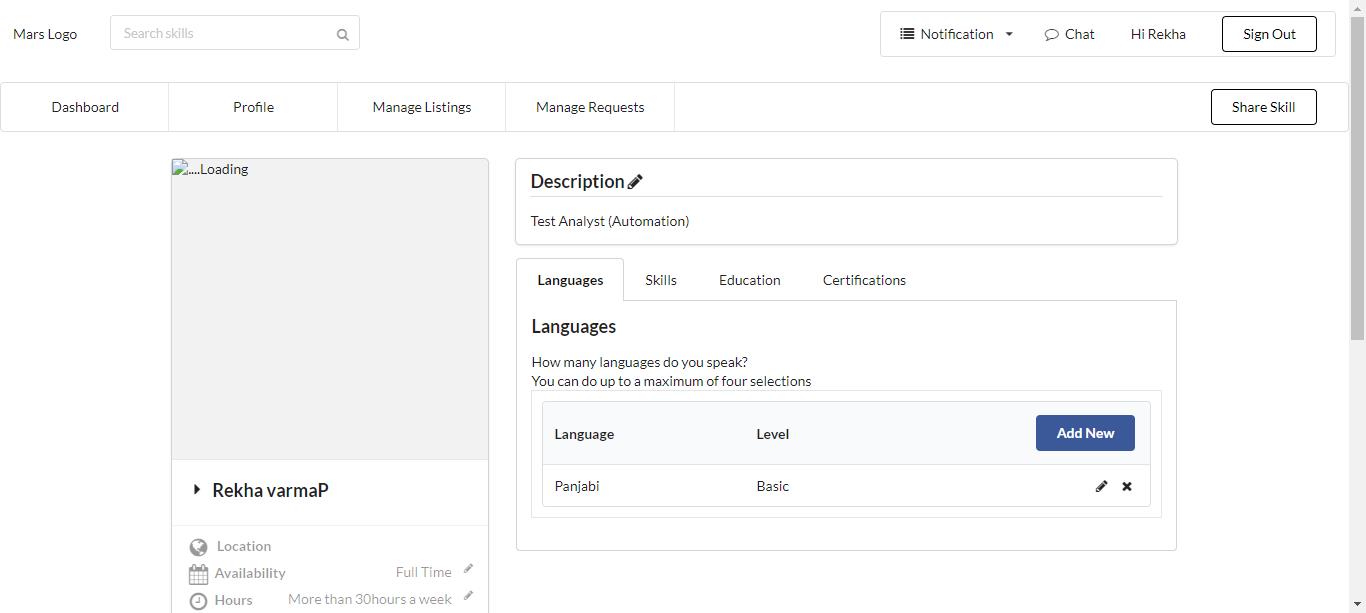 Mars Logo
Search skills
Notification
Chat
Hi Rekha
Sign Out
Dashboard
Profile
Manage Listings
Manage Requests
Share Skill
....Loading
Rekha varmaP
Location
Availability Full Time
Hours More than 30hours a week
Description
Test Analyst (Automation)
Languages
Skills
Education
Certifications
Languages
How many languages do you speak?
You can do up to a maximum of four selections
Language Level Add New
Panjabi Basic